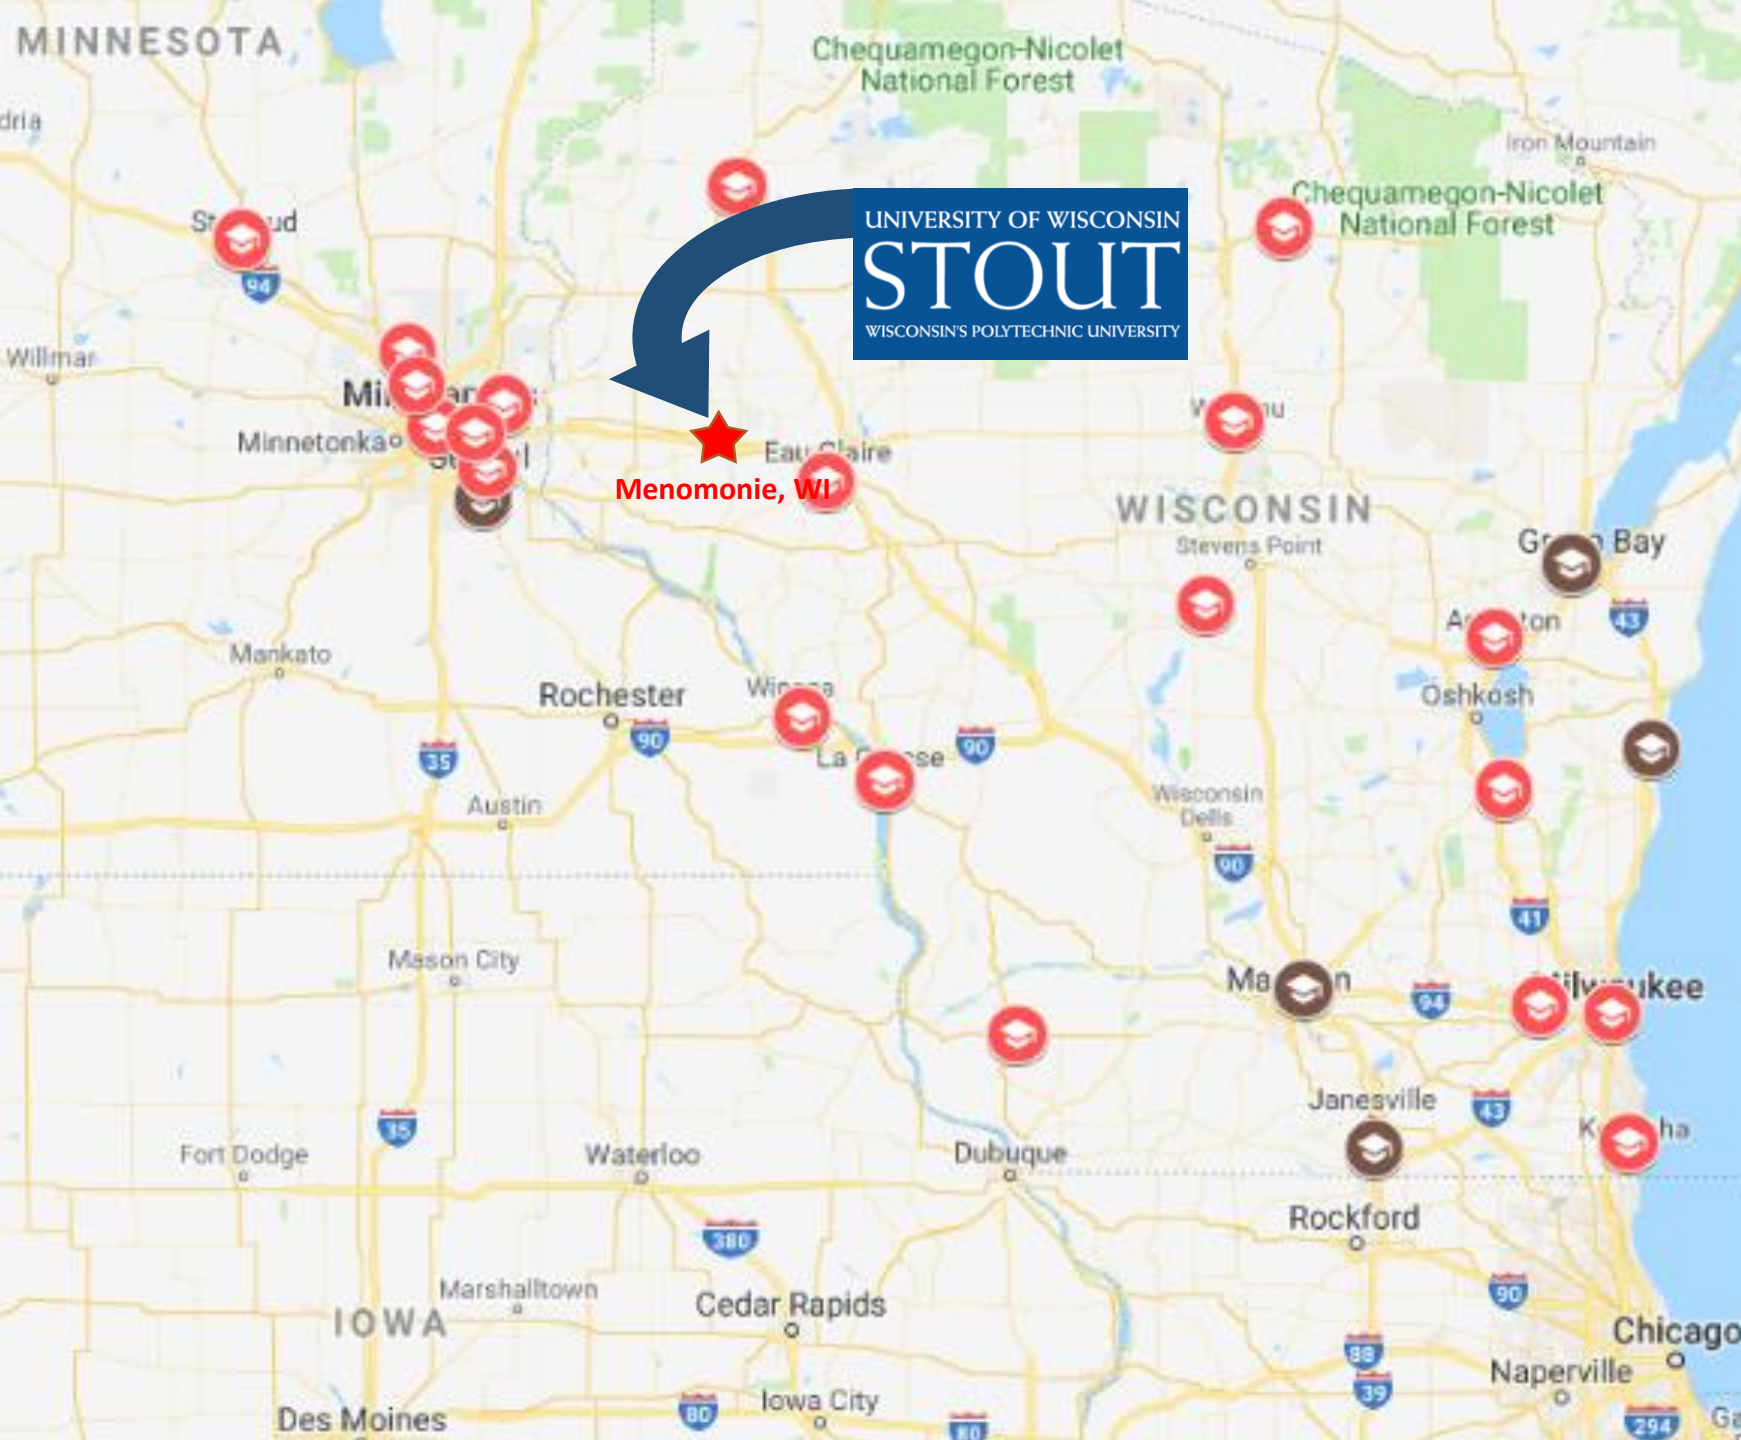 MINNESOTA
Chequamegon-Nicolet
National Forest
dria
Iron Mountain
Chequamegon-Nicolet
National Forest
UNIVERSITY OF WISCONSIN
STOUT
WISCONSIN'S POLYTECHNIC UNIVERSITY
94
Willmar
Minnetonka
Eau Claire
Menomonie, WI
WISCONSIN
Stevens Point
Bay
43
Mankato
Rochester
Oshkosh
90
La
90
35
Austin
Wisconsin
Dells
90
41
Mason City
94
Janesville
43
35
Fort Dodge
Waterloo
Dubuque
Rockford
380
Marshalltown
Cedar Rapids
90
IOWA
Chicago
88
Naperville
39
Iowa City
80
Des Moines
80
294
Ga